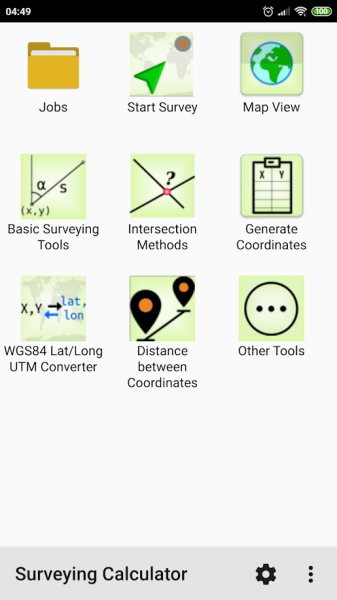 04:49
100
Jobs
Start Survey
Map View
α
s
(x,y)
Basic Surveying
Tools
?
Intersection
Methods
X Y
Generate
Coordinates
X,Y
lat,
lon
WGS84 Lat/Long
UTM Converter
Distance
between
Coordinates
Other Tools
Surveying Calculator